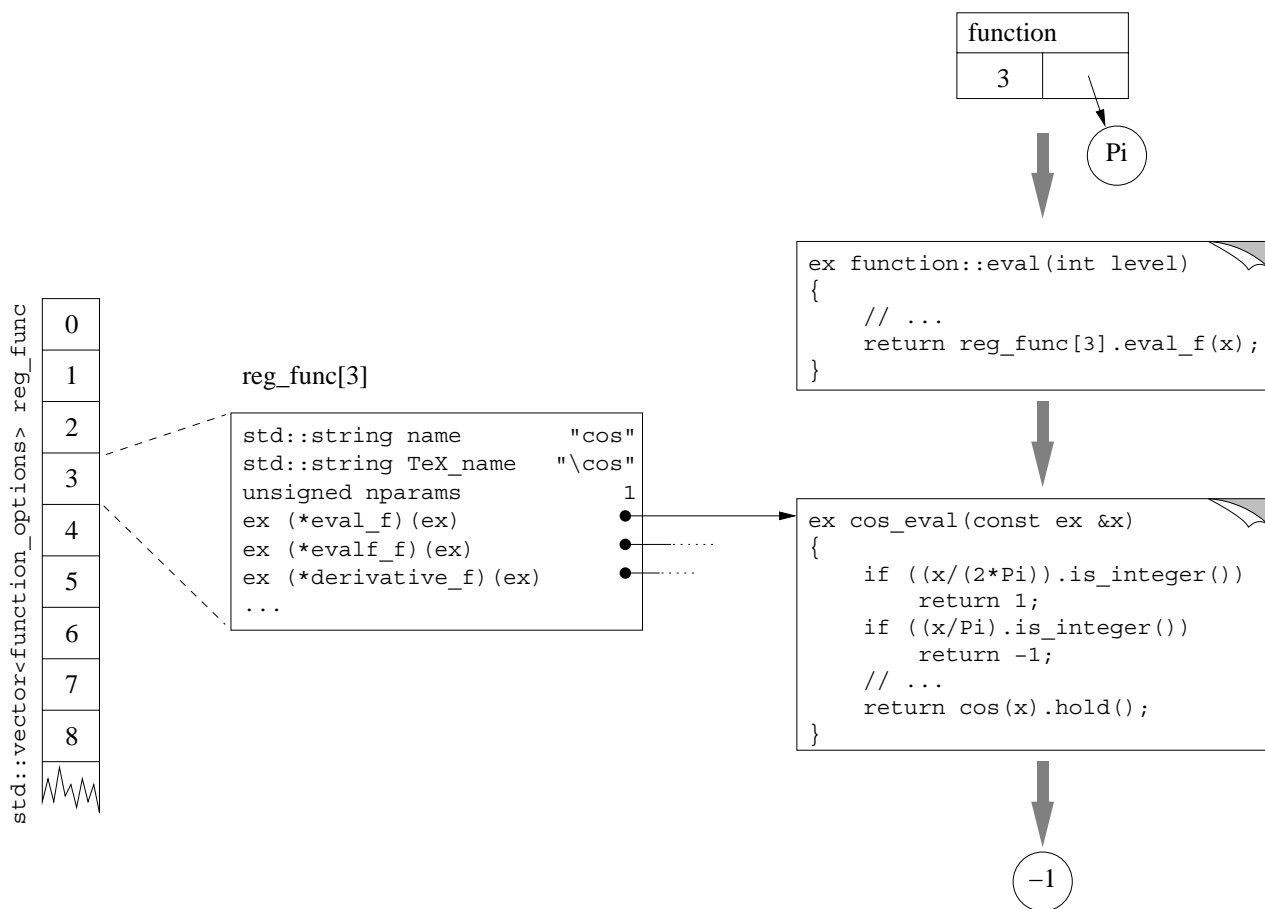 function
3
Pi
ex function::eval(int level)
{
// ...
return reg_func[3].eval_f(x);
}
std::vector<function_options> reg_func
0
1
2
3
4
5
6
7
8
reg_func[3]
std::string name "cos"
std::string TeX_name "\cos"
unsigned nparams 1
ex (*eval_f)(ex)
ex (*evalf_f)(ex)
ex (*derivative_f)(ex)
...
ex cos_eval(const ex &x)
{
if ((x/(2*Pi)).is_integer())
return 1;
if ((x/Pi).is_integer())
return −1;
// ...
return cos(x).hold();
}
−1